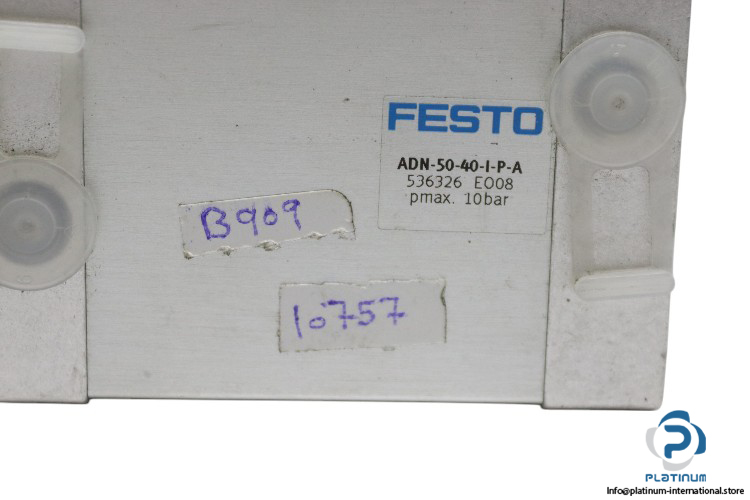 FESTO
ADN-50-40-I-P-A
536326 E008
pmax. 10bar
B909
10757
PLATINUM
Info@platinum-international.store